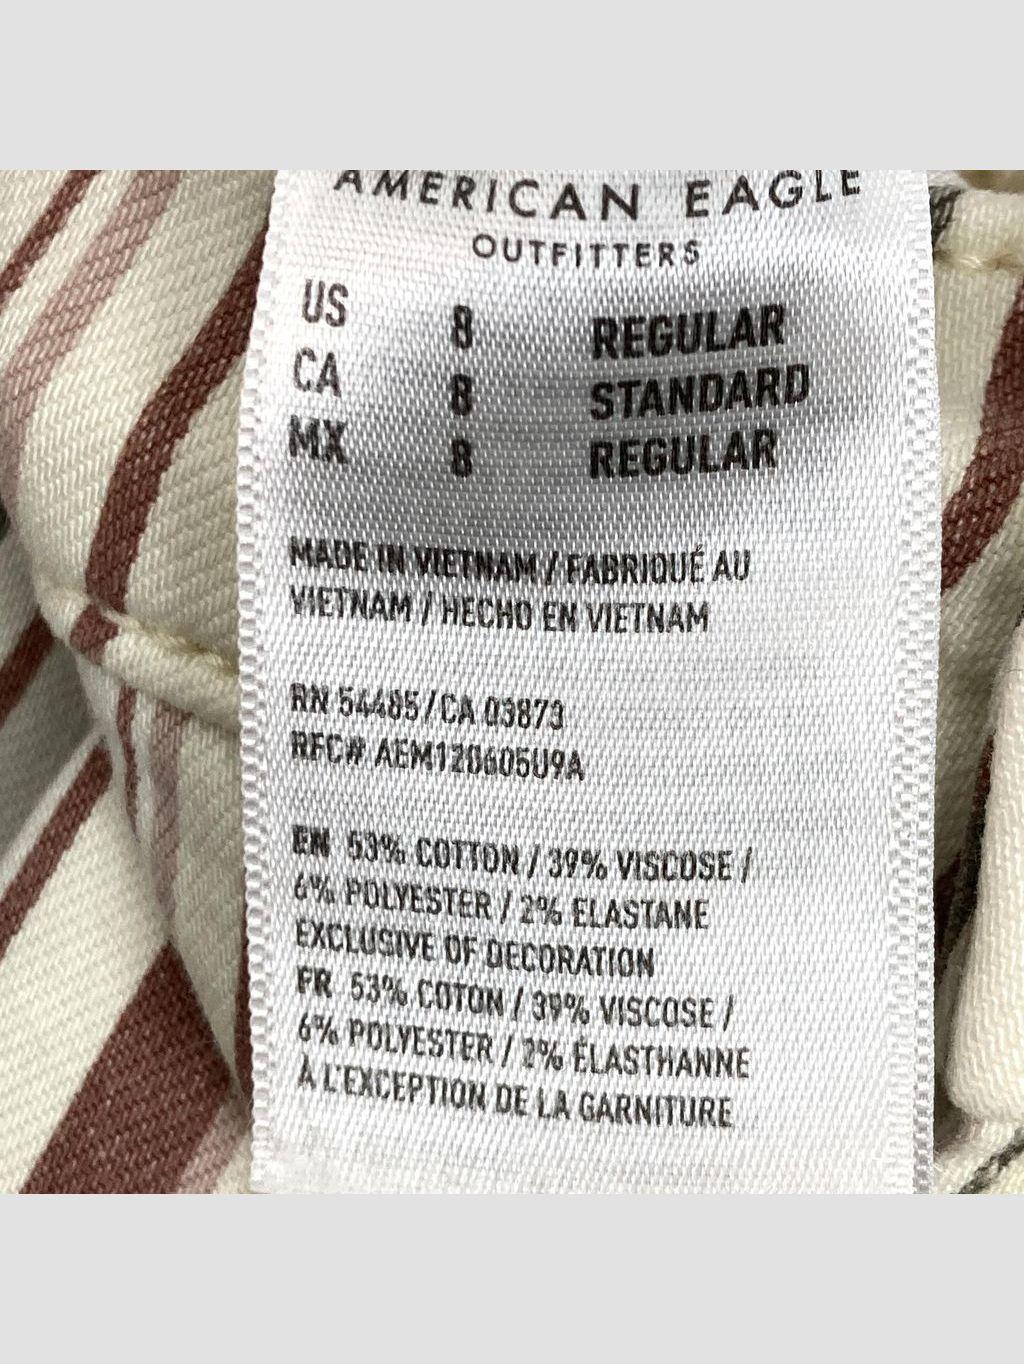 AMERICAN EAGLE
OUTFITTERS
US 8 REGULAR
CA 8 STANDARD
MX 8 REGULAR
MADE IN VIETNAM / FABRIQUÉ AU
VIETNAM / HECHO EN VIETNAM
RN 54485/CA 03873
RFC# AEM120605U9A
EN 53% COTTON / 39% VISCOSE /
6% POLYESTER / 2% ELASTANE
EXCLUSIVE OF DECORATION
FR 53% COTON / 39% VISCOSE /
6% POLYESTER / 2% ÉLASTHANNE
À L'EXCEPTION DE LA GARNITURE